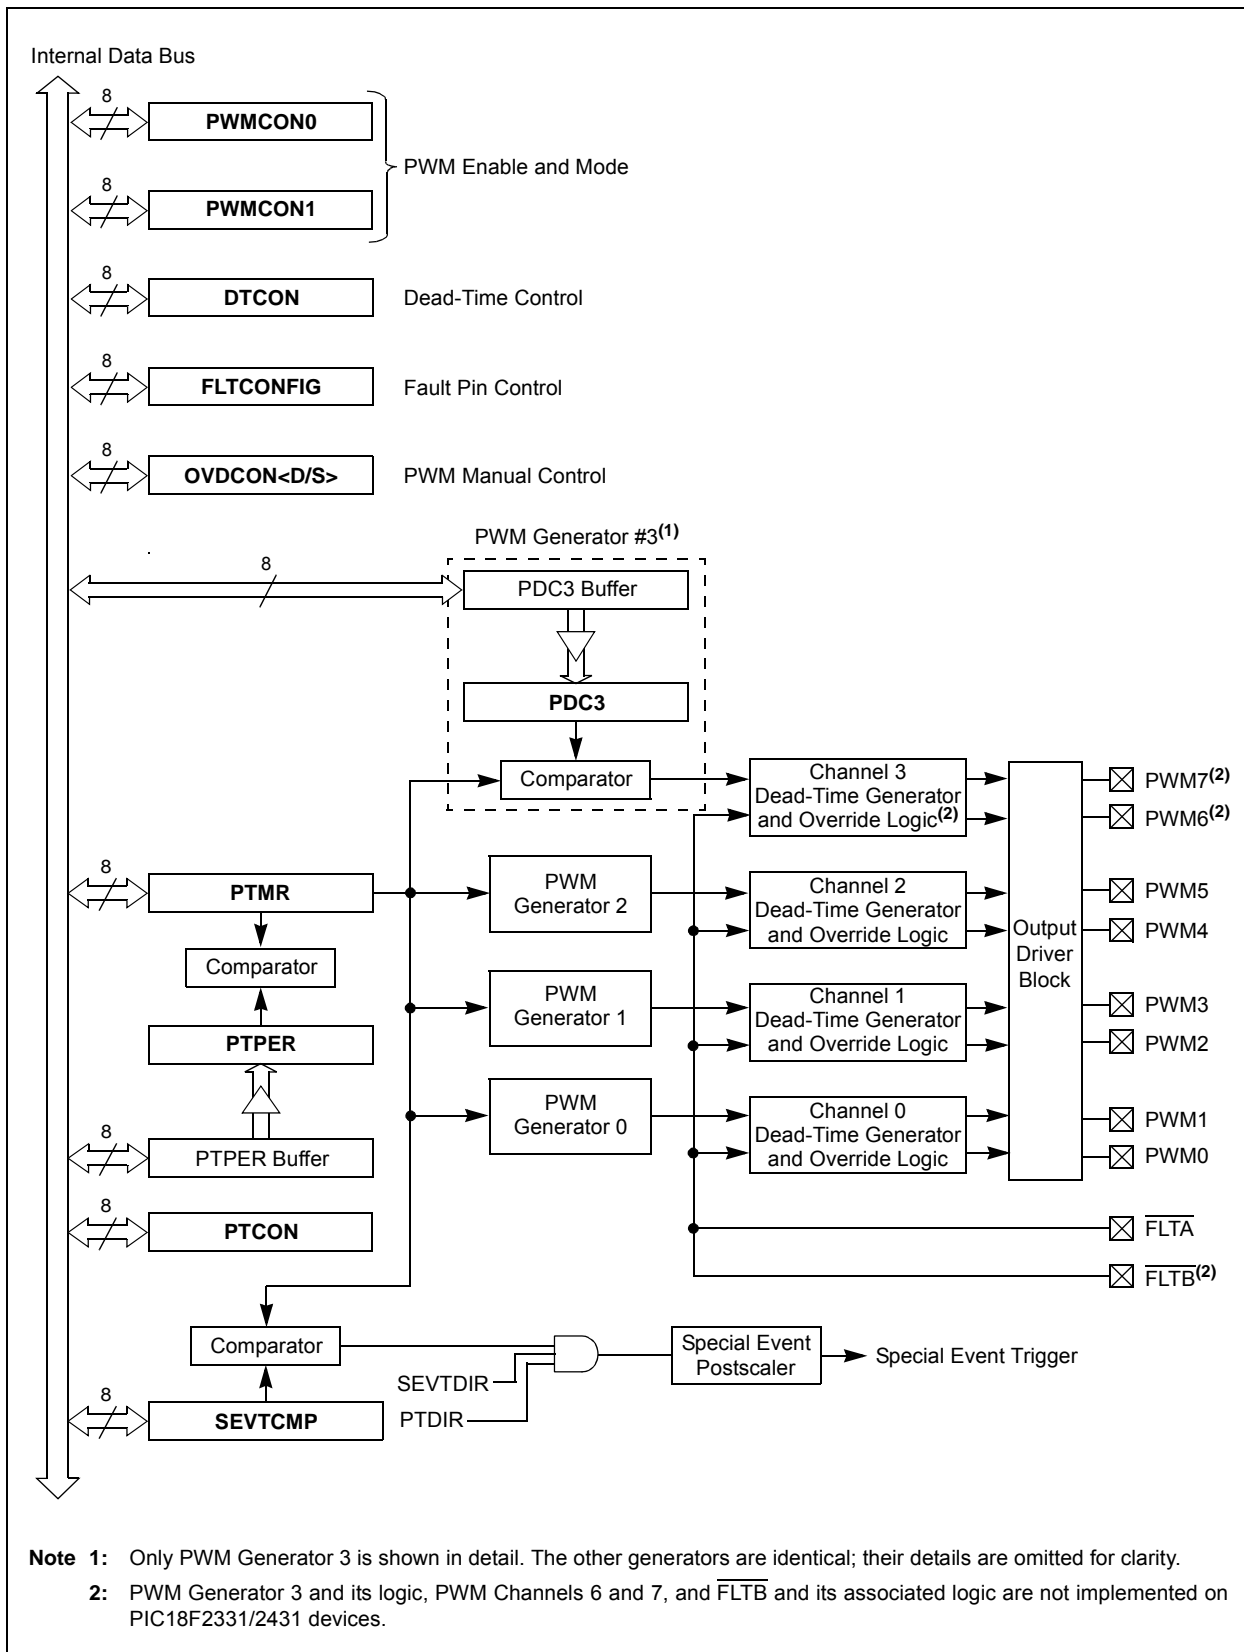 Internal Data Bus
8
PWMCON0
PWM Enable and Mode
8
PWMCON1
8
DTCON
Dead-Time Control
8
FLTCONFIG
Fault Pin Control
8
OVDCON<D/S>
PWM Manual Control
PWM Generator #3(1)
8
PDC3 Buffer
PDC3
Comparator
Channel 3
Dead-Time Generator
and Override Logic(2)
PWM7(2)
PWM6(2)
8
PTMR
PWM
Generator 2
Channel 2
Dead-Time Generator
and Override Logic
PWM5
PWM4
Output
Driver
Block
Comparator
PWM
Generator 1
Channel 1
Dead-Time Generator
and Override Logic
PWM3
PWM2
PTPER
PWM
Generator 0
Channel 0
Dead-Time Generator
and Override Logic
PWM1
PWM0
8
PTPER Buffer
8
PTCON
FLTA
FLTB(2)
Comparator
SEVTDIR
PTDIR
Special Event
Postscaler
Special Event Trigger
8
SEVTCMP
Note 1: Only PWM Generator 3 is shown in detail. The other generators are identical; their details are omitted for clarity.
2: PWM Generator 3 and its logic, PWM Channels 6 and 7, and FLTB and its associated logic are not implemented on
PIC18F2331/2431 devices.